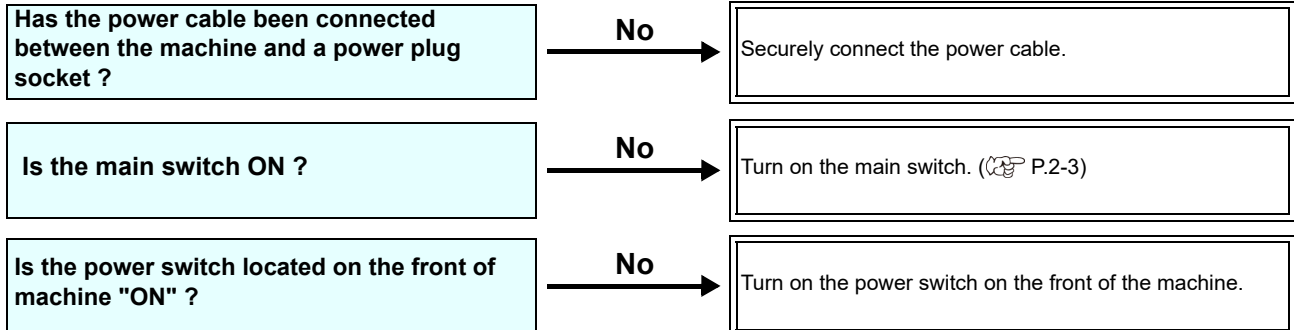 Has the power cable been connected
between the machine and a power plug
socket ?
No
Securely connect the power cable.
Is the main switch ON ?
No
Turn on the main switch. ( P.2-3)
Is the power switch located on the front of
machine "ON" ?
No
Turn on the power switch on the front of the machine.